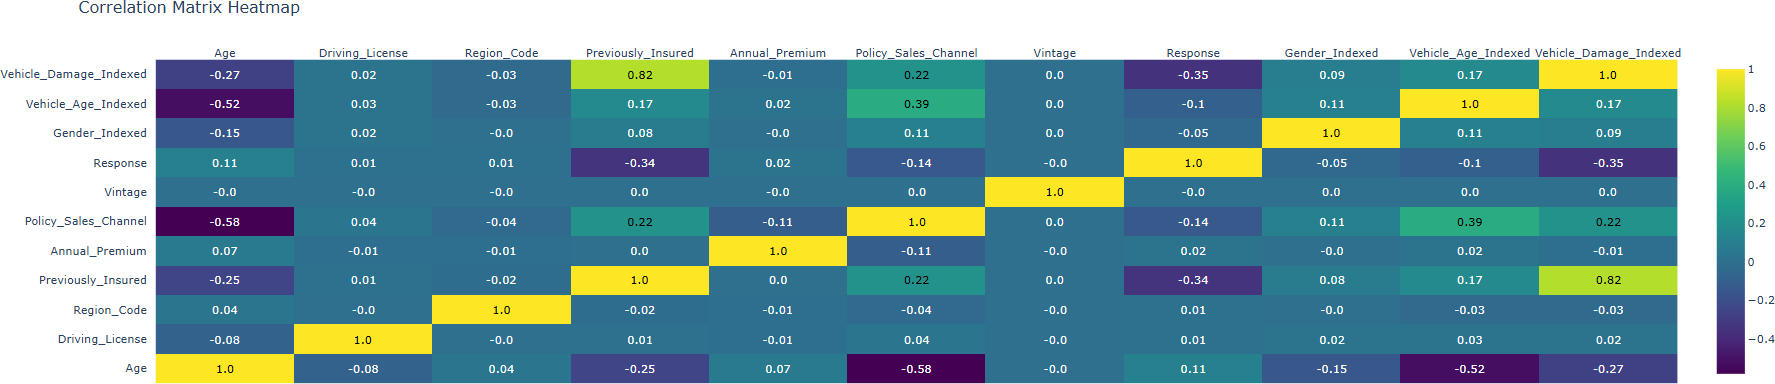 Correlation Matrix Heatmap
Age Driving_License Region_Code Previously_Insured Annual_Premium Policy_Sales_Channel Vintage Response Gender_Indexed Vehicle_Age_Indexed Vehicle_Damage_Indexed
Vehicle_Damage_Indexed -0.27 0.02 -0.03 0.82 -0.01 0.22 0.0 -0.35 0.09 0.17 1.0
1
Vehicle_Age_Indexed -0.52 0.03 -0.03 0.17 0.02 0.39 0.0 -0.1 0.11 1.0 0.17
0.8
Gender_Indexed -0.15 0.02 -0.0 0.08 -0.0 0.11 0.0 -0.05 1.0 0.11 0.09
0.6
Response 0.11 0.01 0.01 -0.34 0.02 -0.14 -0.0 1.0 -0.05 -0.1 -0.35
0.4
Vintage -0.0 -0.0 -0.0 0.0 -0.0 0.0 1.0 -0.0 0.0 0.0 0.0
0.2
Policy_Sales_Channel -0.58 0.04 -0.04 0.22 -0.11 1.0 0.0 -0.14 0.11 0.39 0.22
Annual_Premium 0.07 -0.01 -0.01 0.0 1.0 -0.11 -0.0 0.02 -0.0 0.02 -0.01
0
Previously_Insured -0.25 0.01 -0.02 1.0 0.0 0.22 0.0 -0.34 0.08 0.17 0.82
−0.2
Region_Code 0.04 -0.0 1.0 -0.02 -0.01 -0.04 -0.0 0.01 -0.0 -0.03 -0.03
Driving_License -0.08 1.0 -0.0 0.01 -0.01 0.04 -0.0 0.01 0.02 0.03 0.02
−0.4
Age 1.0 -0.08 0.04 -0.25 0.07 -0.58 -0.0 0.11 -0.15 -0.52 -0.27